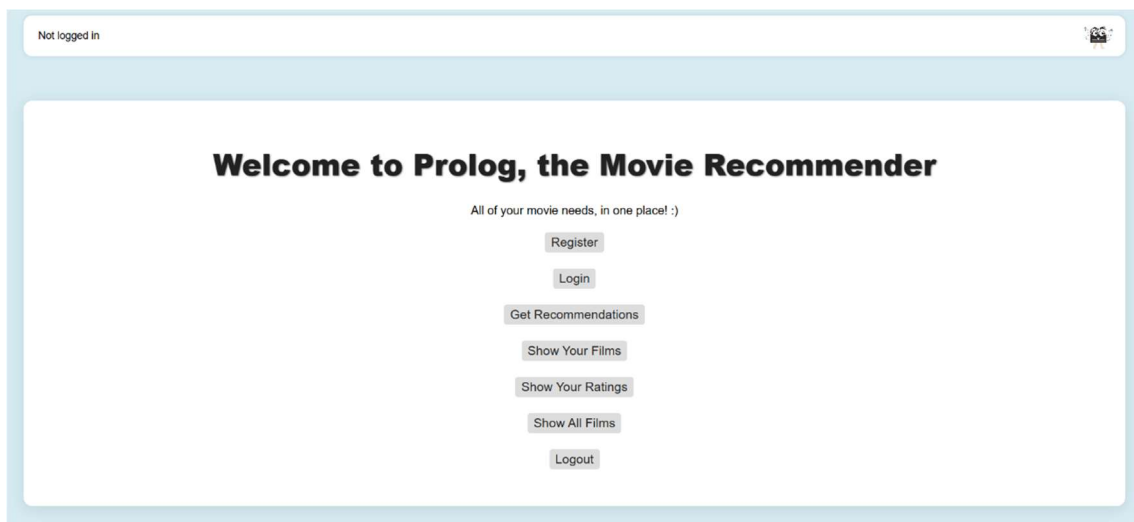 Not logged in
Welcome to Prolog, the Movie Recommender
All of your movie needs, in one place! :)
Register
Login
Get Recommendations
Show Your Films
Show Your Ratings
Show All Films
Logout